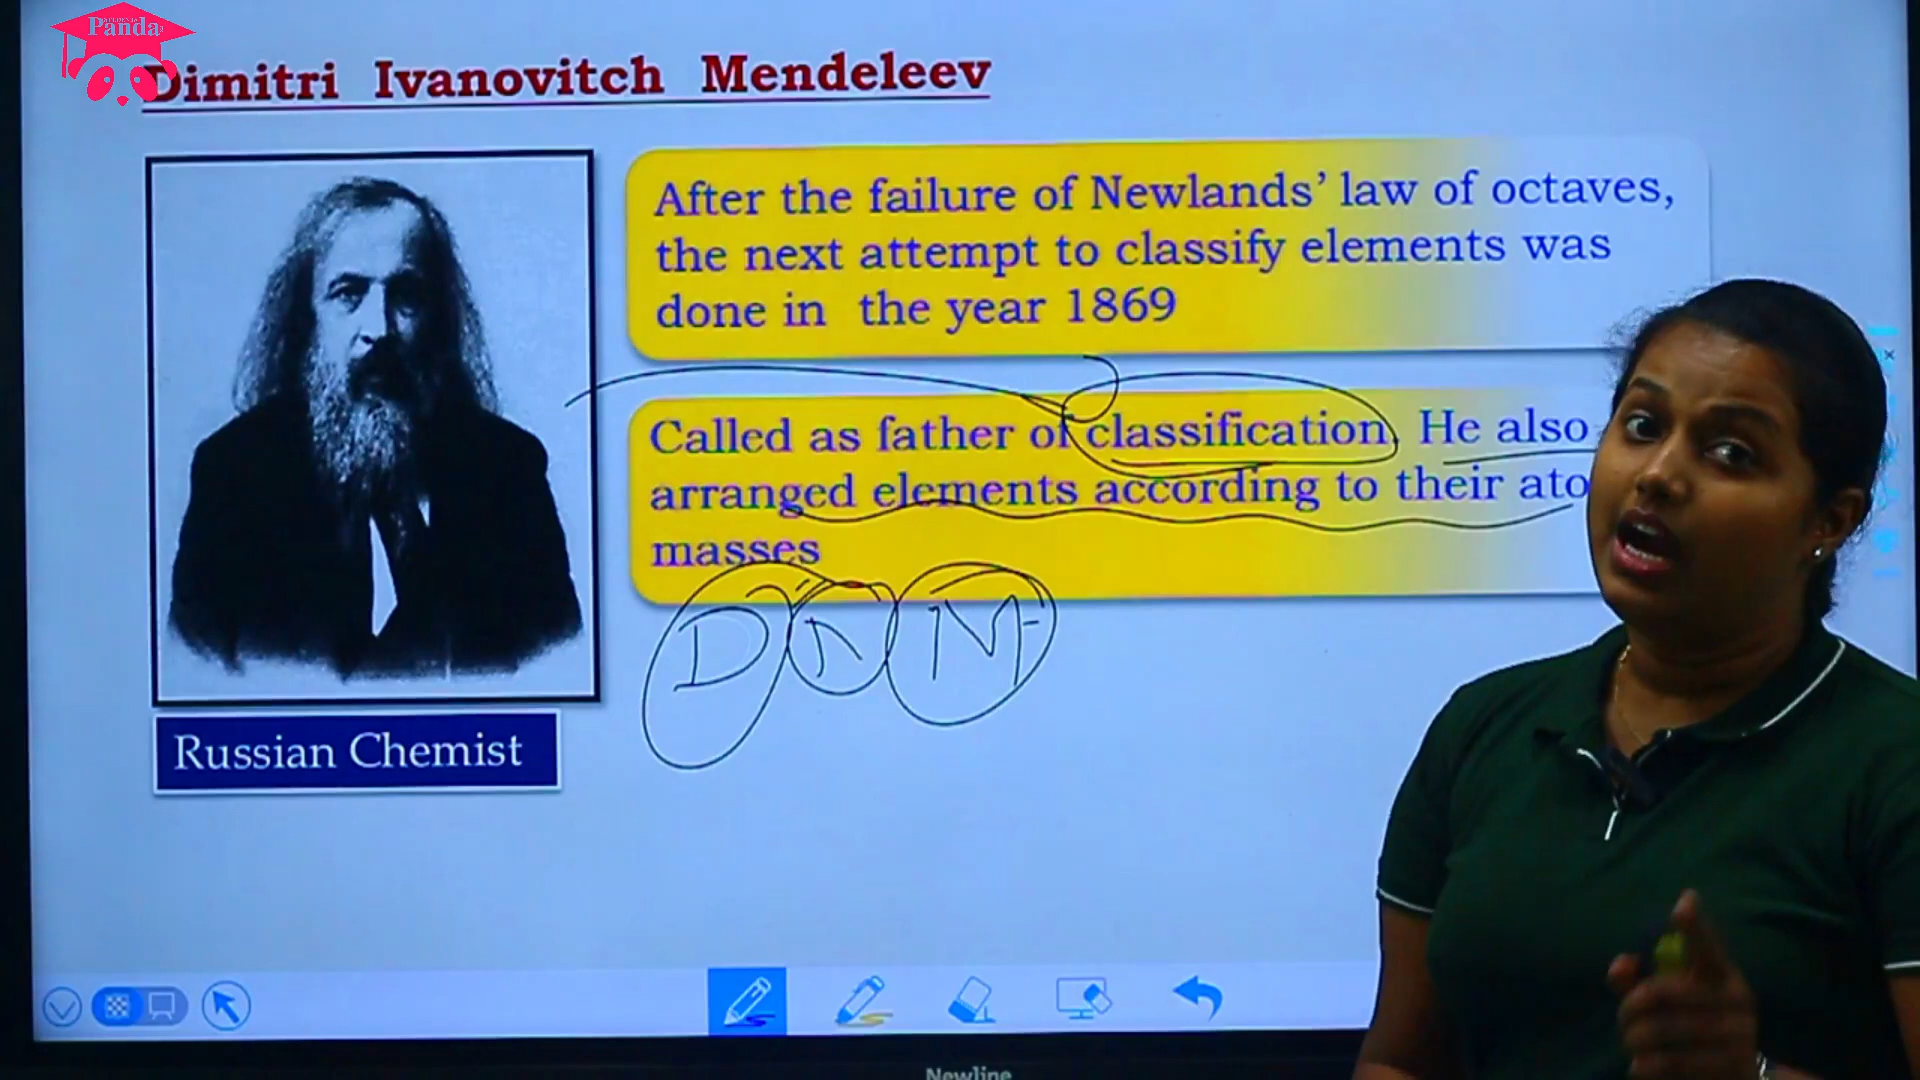 Panda
Dimitri Ivanovitch Mendeleev
After the failure of Newlands' law of octaves,
the next attempt to classify elements was
done in the year 1869
Called as father of classification. He also
arranged elements according to their ato
masses
D N M
Russian Chemist
Newline